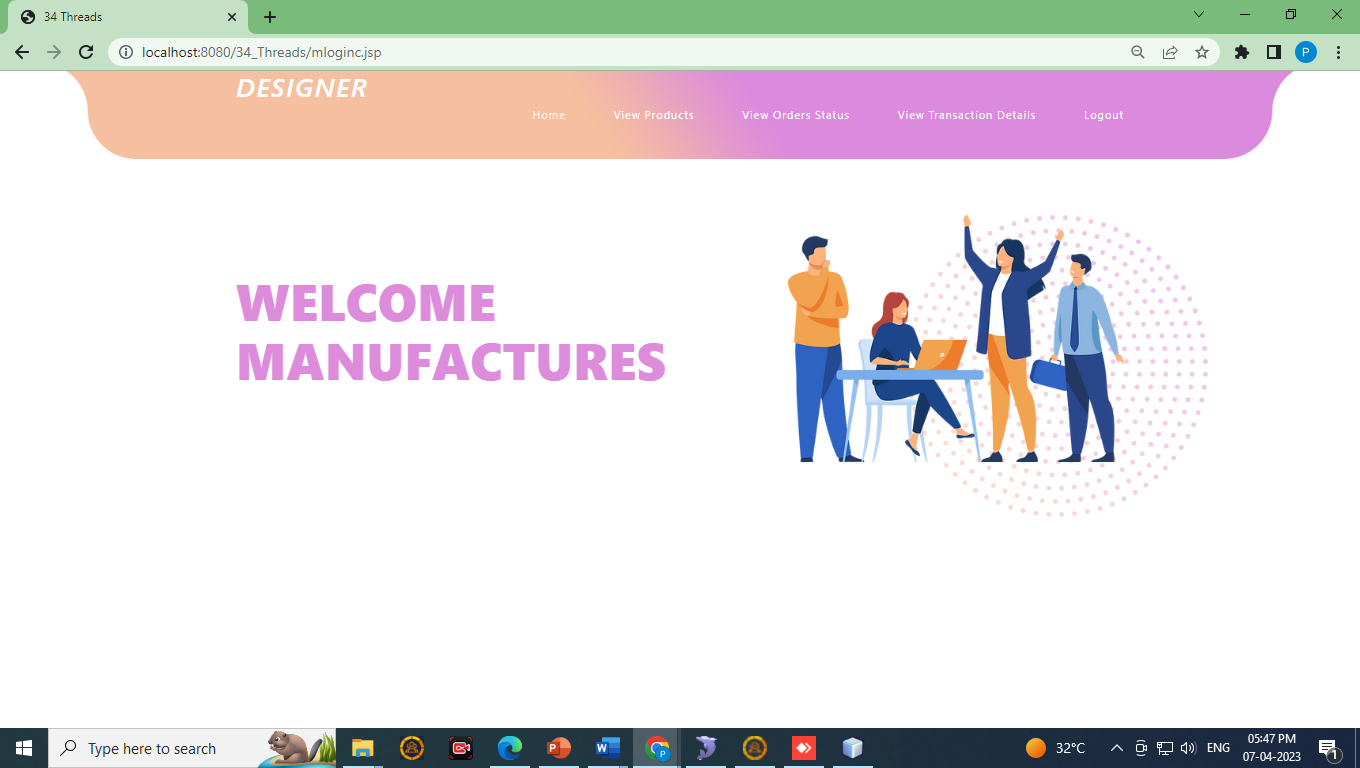 34 Threads
localhost:8080/34_Threads/mloginc.jsp
P
DESIGNER
Home View Products View Orders Status View Transaction Details Logout
WELCOME
MANUFACTURES
Type here to search
32°C
ENG
05:47 PM
07-04-2023
1